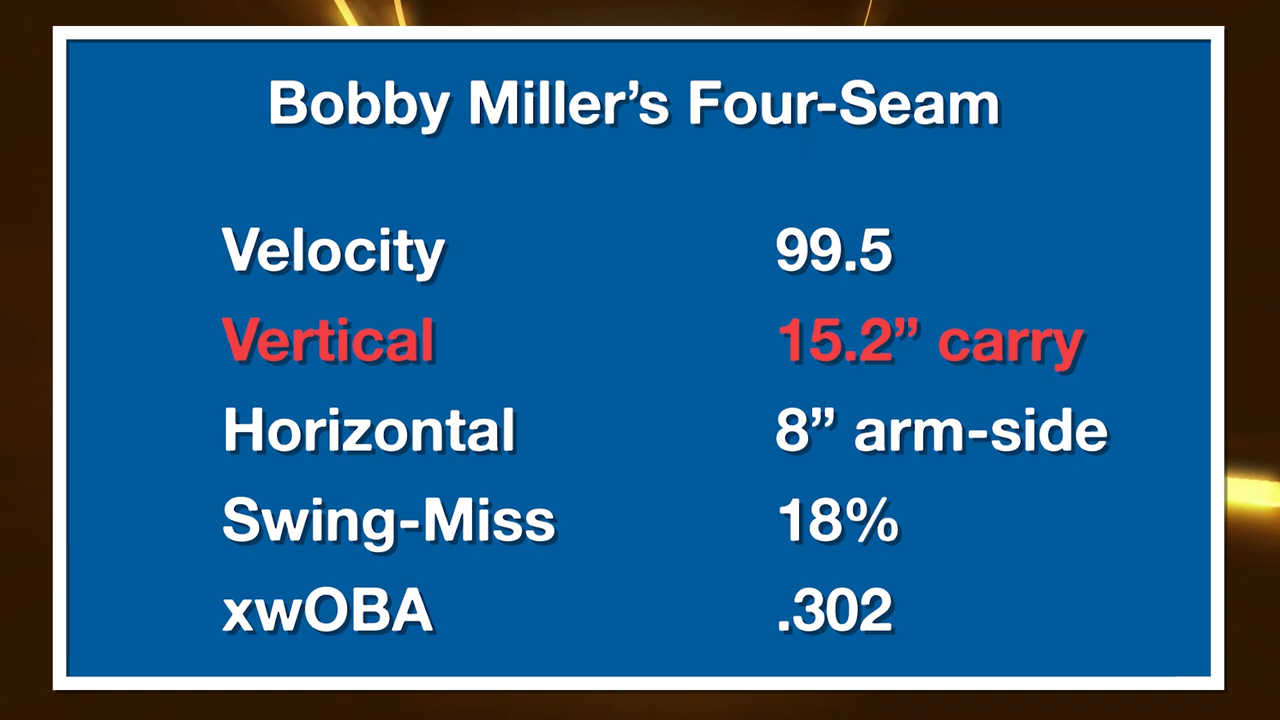 Bobby Miller’s Four-Seam
Velocity 99.5
Vertical 15.2” carry
Horizontal 8” arm-side
Swing-Miss 18%
xwOBA .302